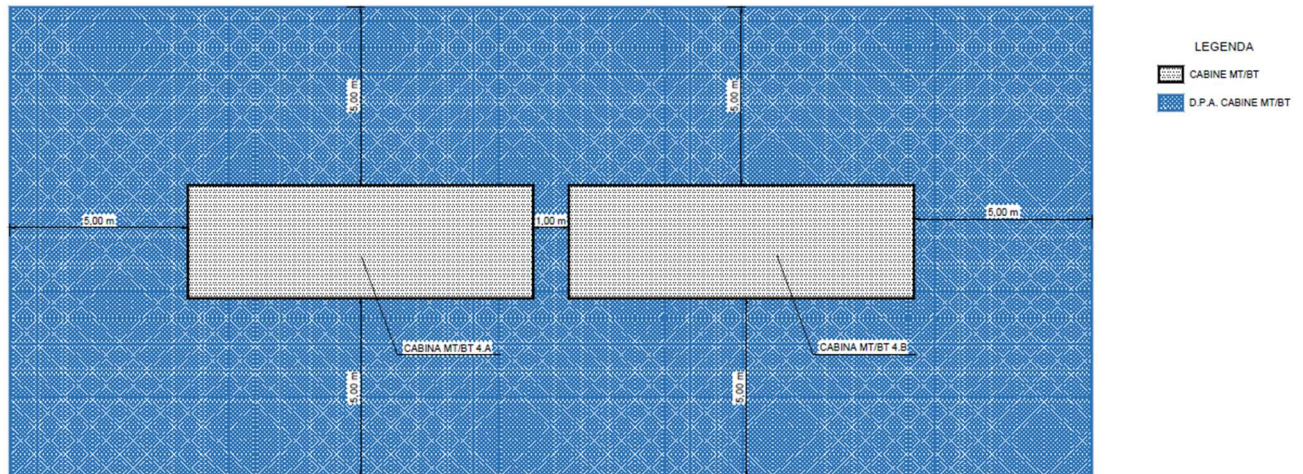 LEGENDA
CABINE MT/BT
D.P.A. CABINE MT/BT
5,00 m
5,00 m
5,00 m
1,00 m
5,00 m
CABINA MT/BT 4.A
CABINA MT/BT 4.B
5,00 m
5,00 m